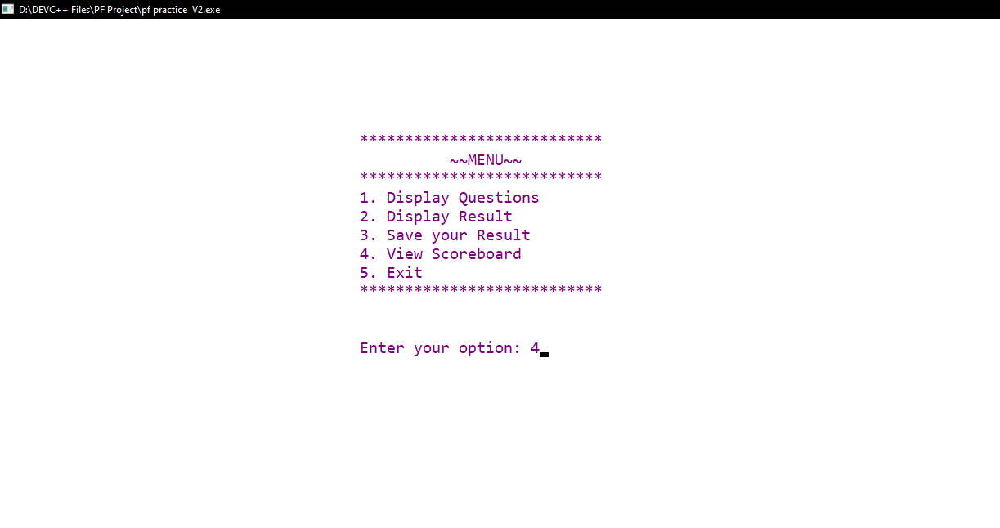 D:\DEVC++ Files\PF Project\pf practice  V2.exe
***************************
~~MENU~~
***************************
1. Display Questions
2. Display Result
3. Save your Result
4. View Scoreboard
5. Exit
***************************
Enter your option: 4